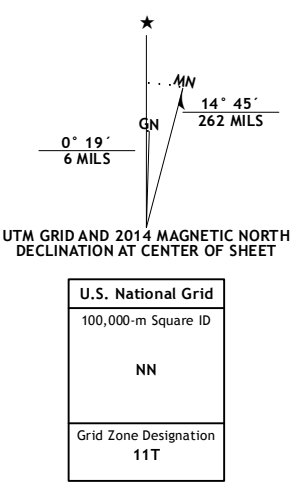 ★
MN
14° 45´
262 MILS
GN
0° 19´
6 MILS
UTM GRID AND 2014 MAGNETIC NORTH
DECLINATION AT CENTER OF SHEET
U.S. National Grid
100,000-m Square ID
NN
Grid Zone Designation
11T